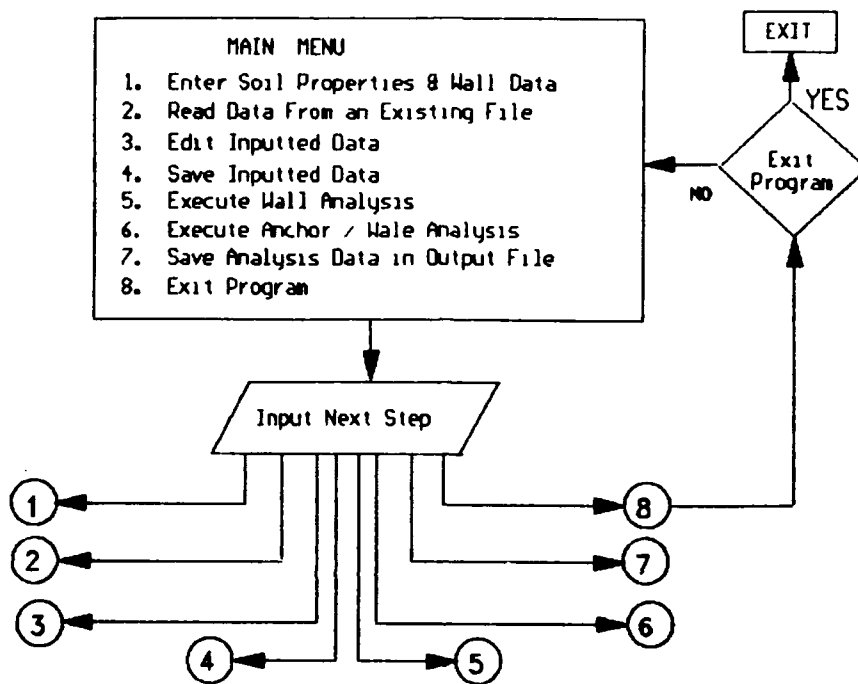 MAIN MENU
1. Enter Soil Properties & Wall Data
2. Read Data From an Existing File
3. Edit Inputted Data
4. Save Inputted Data
5. Execute Wall Analysis
6. Execute Anchor / Wale Analysis
7. Save Analysis Data in Output File
8. Exit Program
EXIT
YES
Exit
Program
NO
Input Next Step
1
8
2
7
3
6
4
5